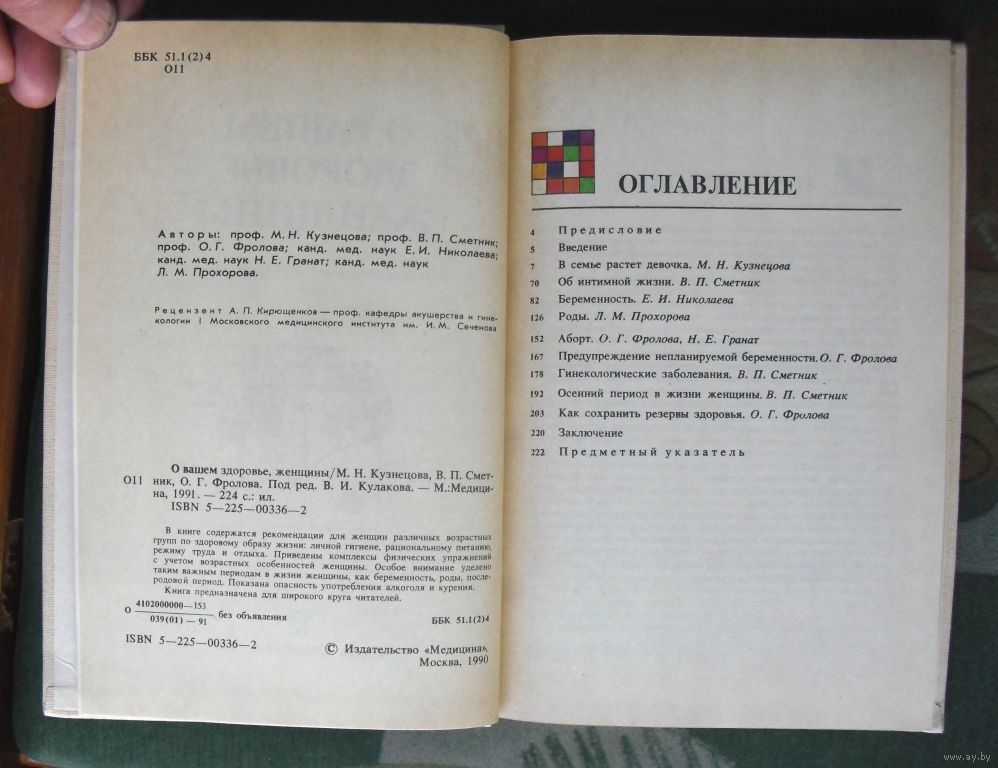 ББК 51.1(2)4
О11
Авторы: проф. М. Н. Кузнецова; проф. В. П. Сметник;
проф. О. Г. Фролова; канд. мед. наук Е. И. Николаева;
канд. мед. наук Н. Е. Гранат; канд. мед. наук
Л. М. Прохорова.
Рецензент А. П. Кирющенков — проф. кафедры акушерства и гине-
кологии I Московского медицинского института им. И. М. Сеченова
О вашем здоровье, женщины/М. Н. Кузнецова, В. П. Смет-
О11 ник, О. Г. Фролова. Под ред. В. И. Кулакова. — М.:Медици-
на, 1991. — 224 с.: ил.
ISBN 5—225—00336—2
В книге содержатся рекомендации для женщин различных возрастных
групп по здоровому образу жизни: личной гигиене, рациональному питанию,
режиму труда и отдыха. Приведены комплексы физических упражнений
с учетом возрастных особенностей женщины. Особое внимание уделено
таким важным периодам в жизни женщины, как беременность, роды, после-
родовой период. Показана опасность употребления алкоголя и курения.
Книга предназначена для широкого круга читателей.
4102000000—153
О без объявления
039(01) — 91
ББК 51.1(2)4
ISBN 5—225—00336—2
© Издательство «Медицина»,
Москва, 1990
ОГЛАВЛЕНИЕ
4 Предисловие
5 Введение
7 В семье растет девочка. М. Н. Кузнецова
70 Об интимной жизни. В. П. Сметник
82 Беременность. Е. И. Николаева
126 Роды. Л. М. Прохорова
152 Аборт. О. Г. Фролова, Н. Е. Гранат
167 Предупреждение непланируемой беременности. О. Г. Фролова
178 Гинекологические заболевания. В. П. Сметник
192 Осенний период в жизни женщины. В. П. Сметник
203 Как сохранить резервы здоровья. О. Г. Фролова
220 Заключение
222 Предметный указатель
www.ay.by